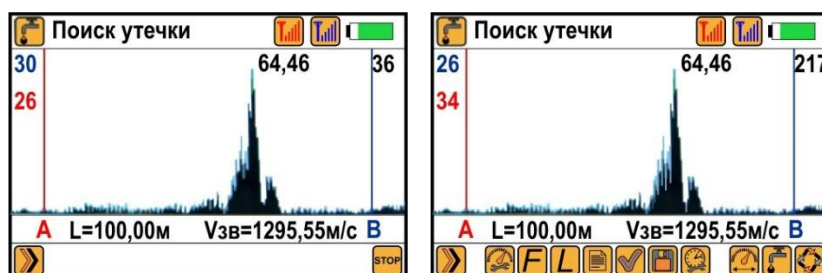 Поиск утечки
30 64,46 36
26
A L=100,00м Vзв=1295,55м/с B
STOP
Поиск утечки
26 64,46 217
34
A L=100,00м Vзв=1295,55м/с B
F L